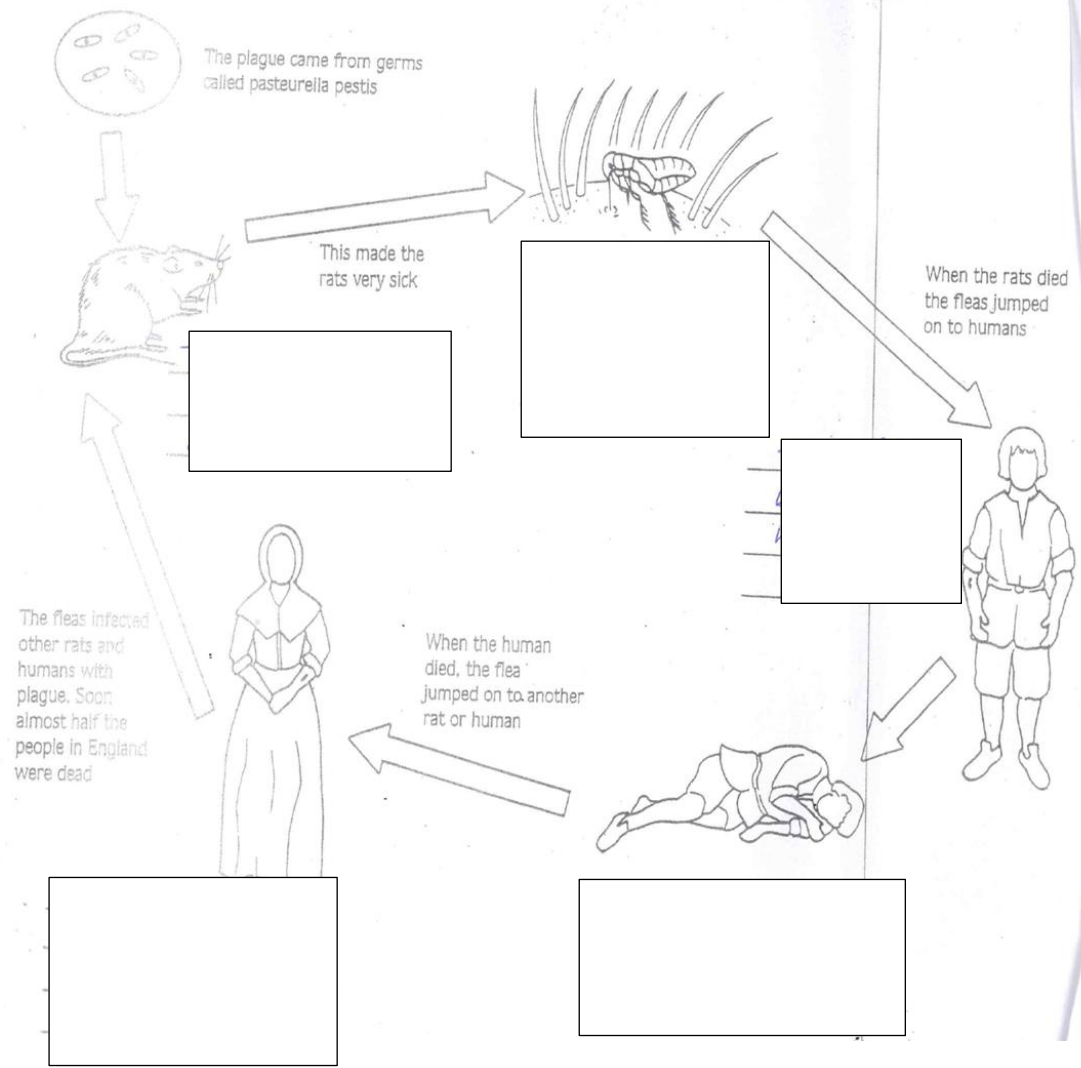 The plague came from germs
called pasteurella pestis
This made the
rats very sick
When the rats died
the fleas jumped
on to humans
When the human
died, the flea
jumped on to another
rat or human
The fleas infected
other rats and
humans with
plague. Soon
almost half the
people in England
were dead